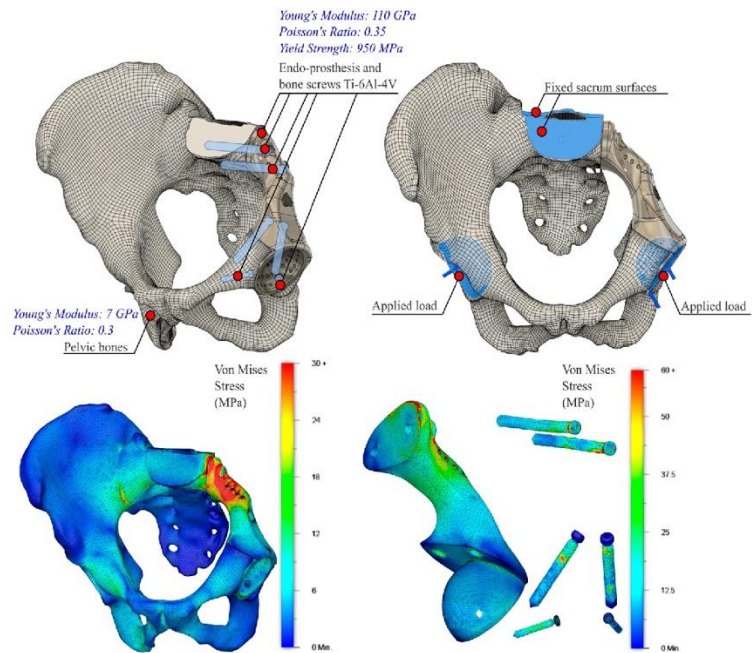 Young's Modulus: 110 GPa
Poisson's Ratio: 0.35
Yield Strength: 950 MPa
Endo-prosthesis and
bone screws Ti-6Al-4V
Fixed sacrum surfaces
Applied load
Applied load
Young's Modulus: 7 GPa
Poisson's Ratio: 0.3
Pelvic bones
Von Mises
Stress
(MPa)
30 +
24
18
12
6
0 Min.
Von Mises
Stress
(MPa)
60 +
50
37.5
25
12.5
0 Min.